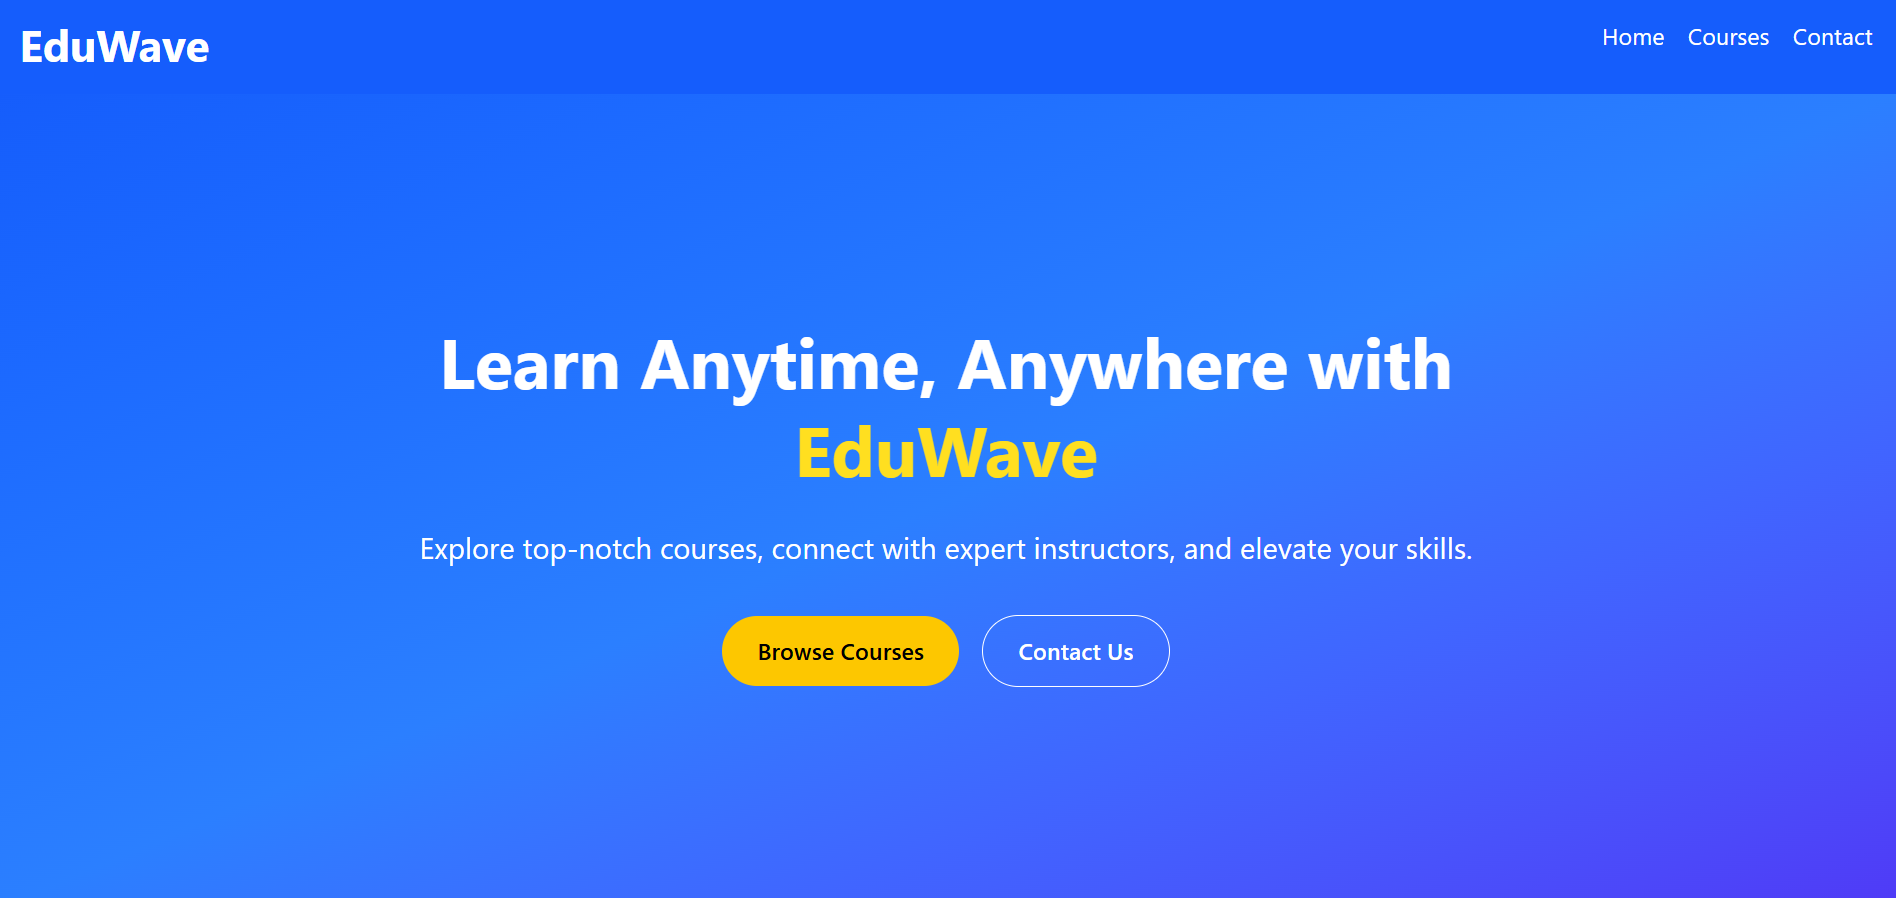 EduWave
Home Courses Contact
Learn Anytime, Anywhere with
EduWave
Explore top-notch courses, connect with expert instructors, and elevate your skills.
Browse Courses
Contact Us